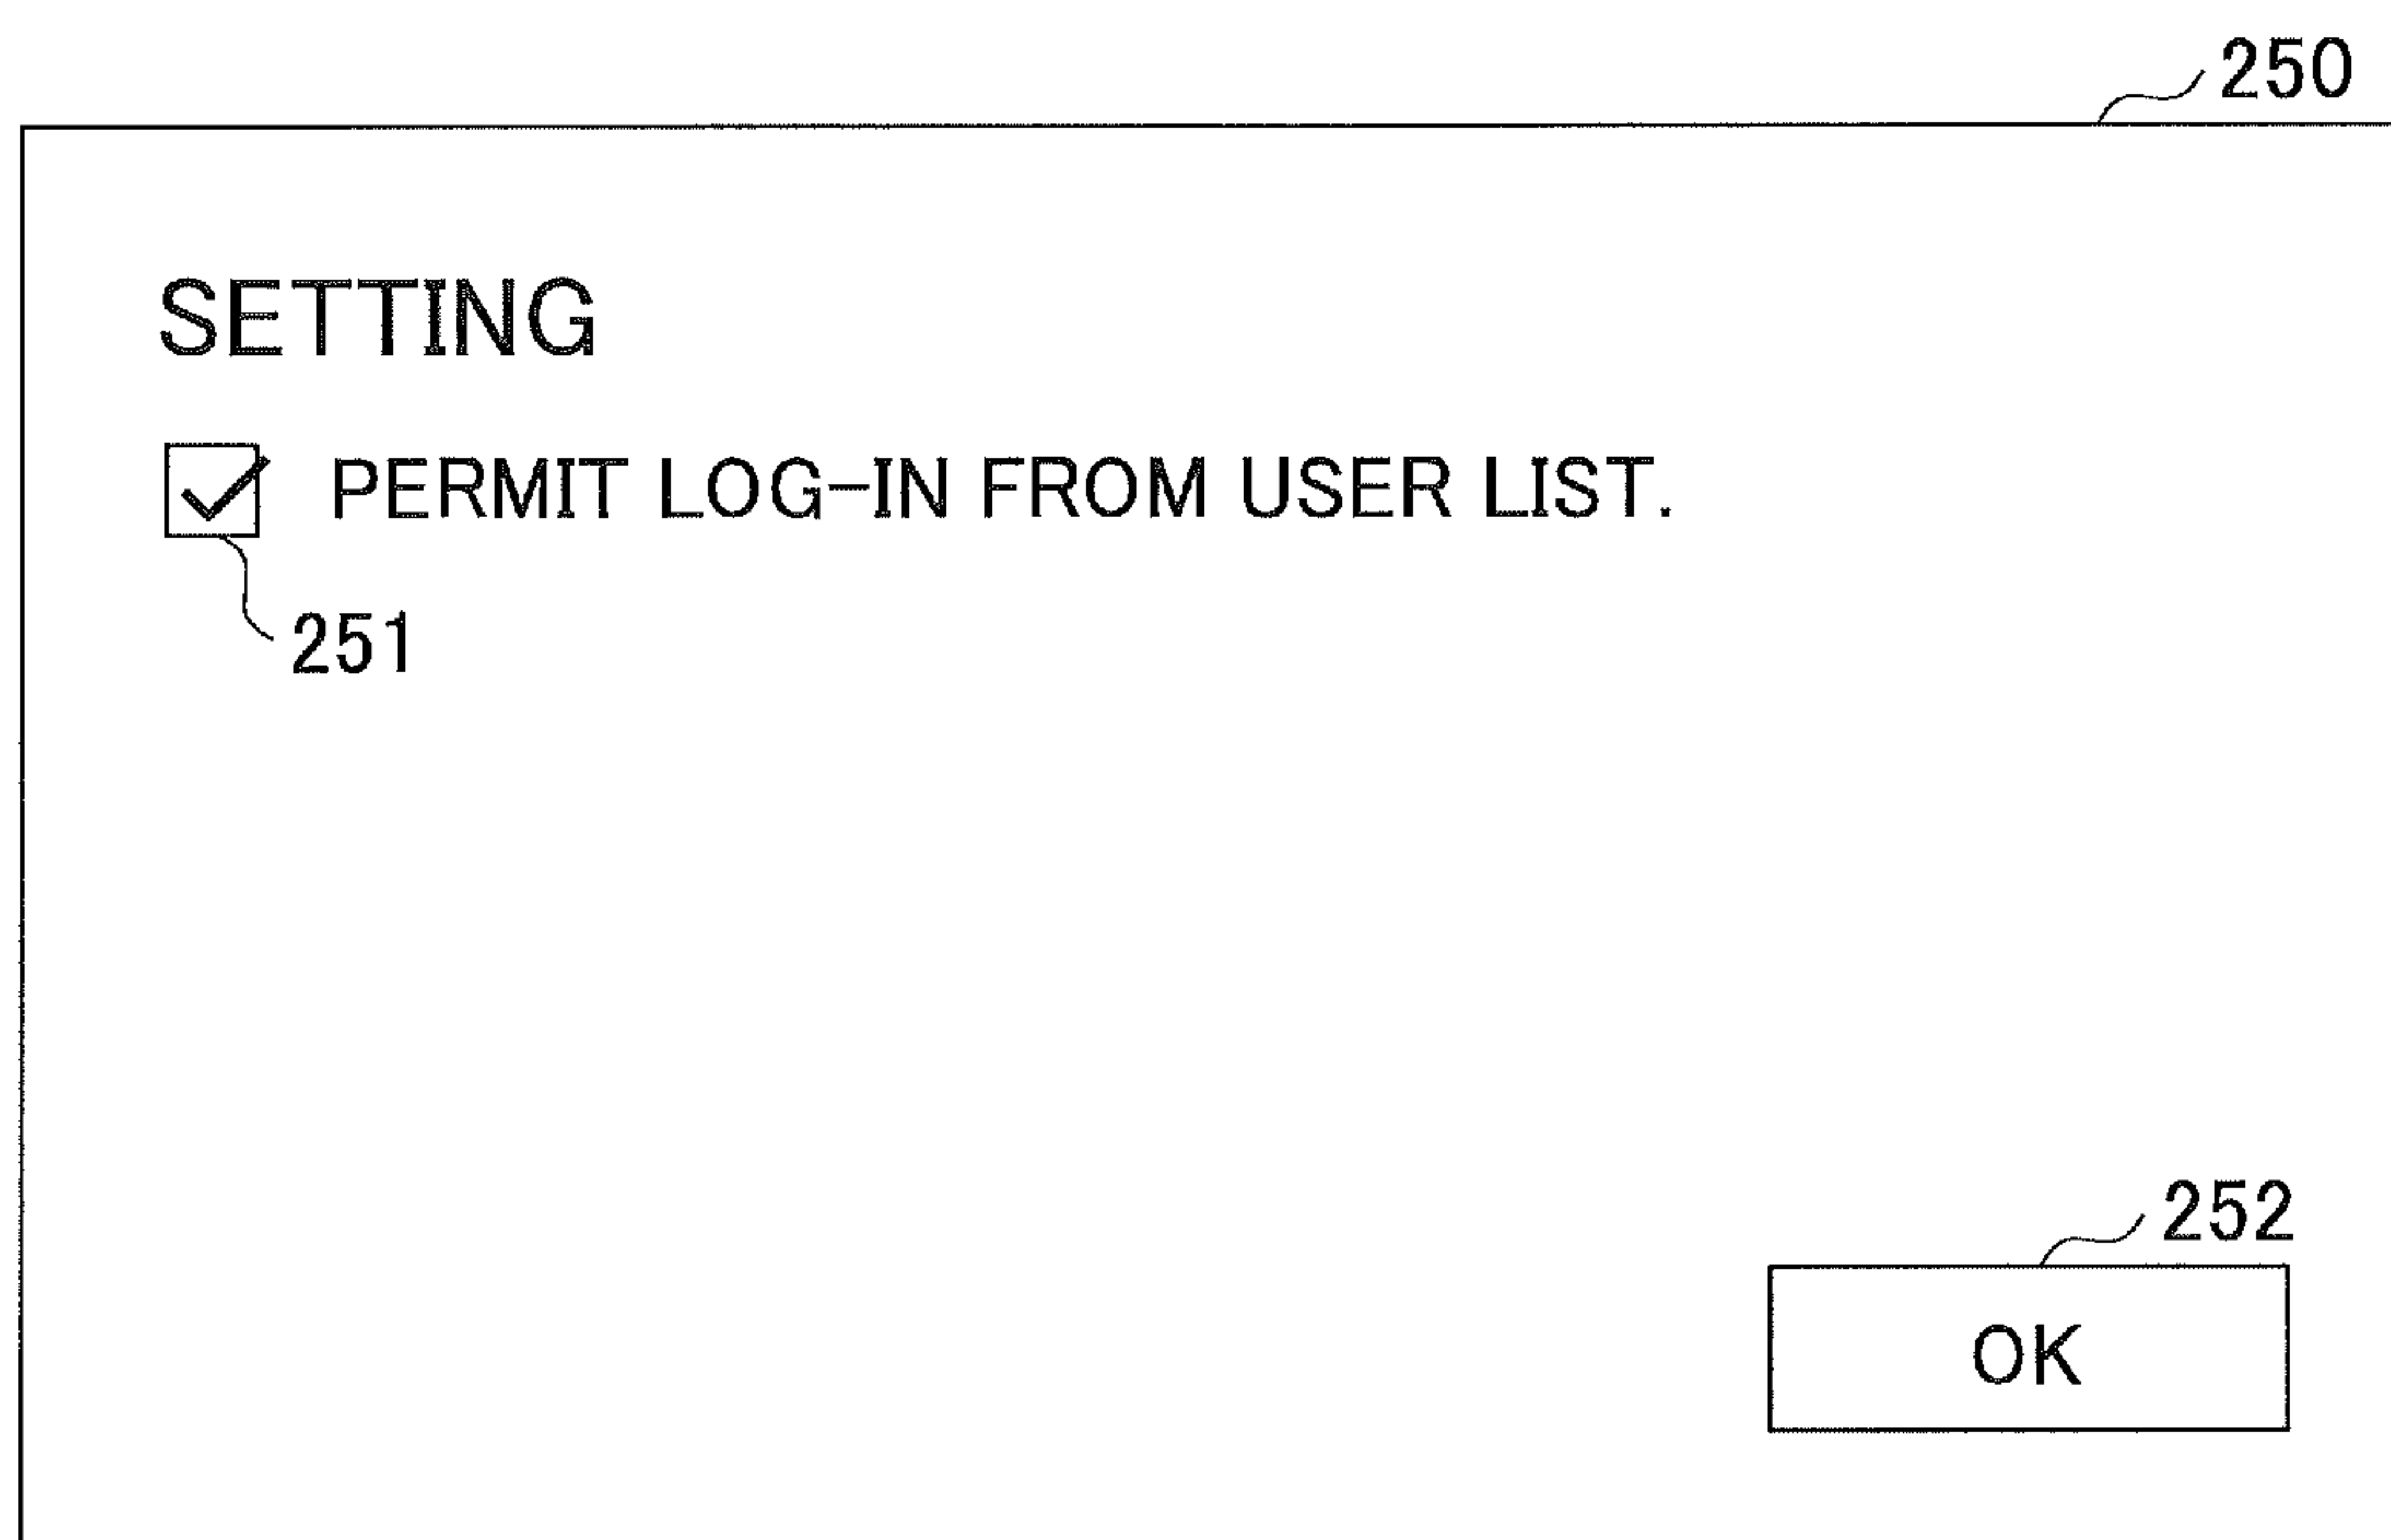 250
SETTING
PERMIT LOG-IN FROM USER LIST.
251
252
OK